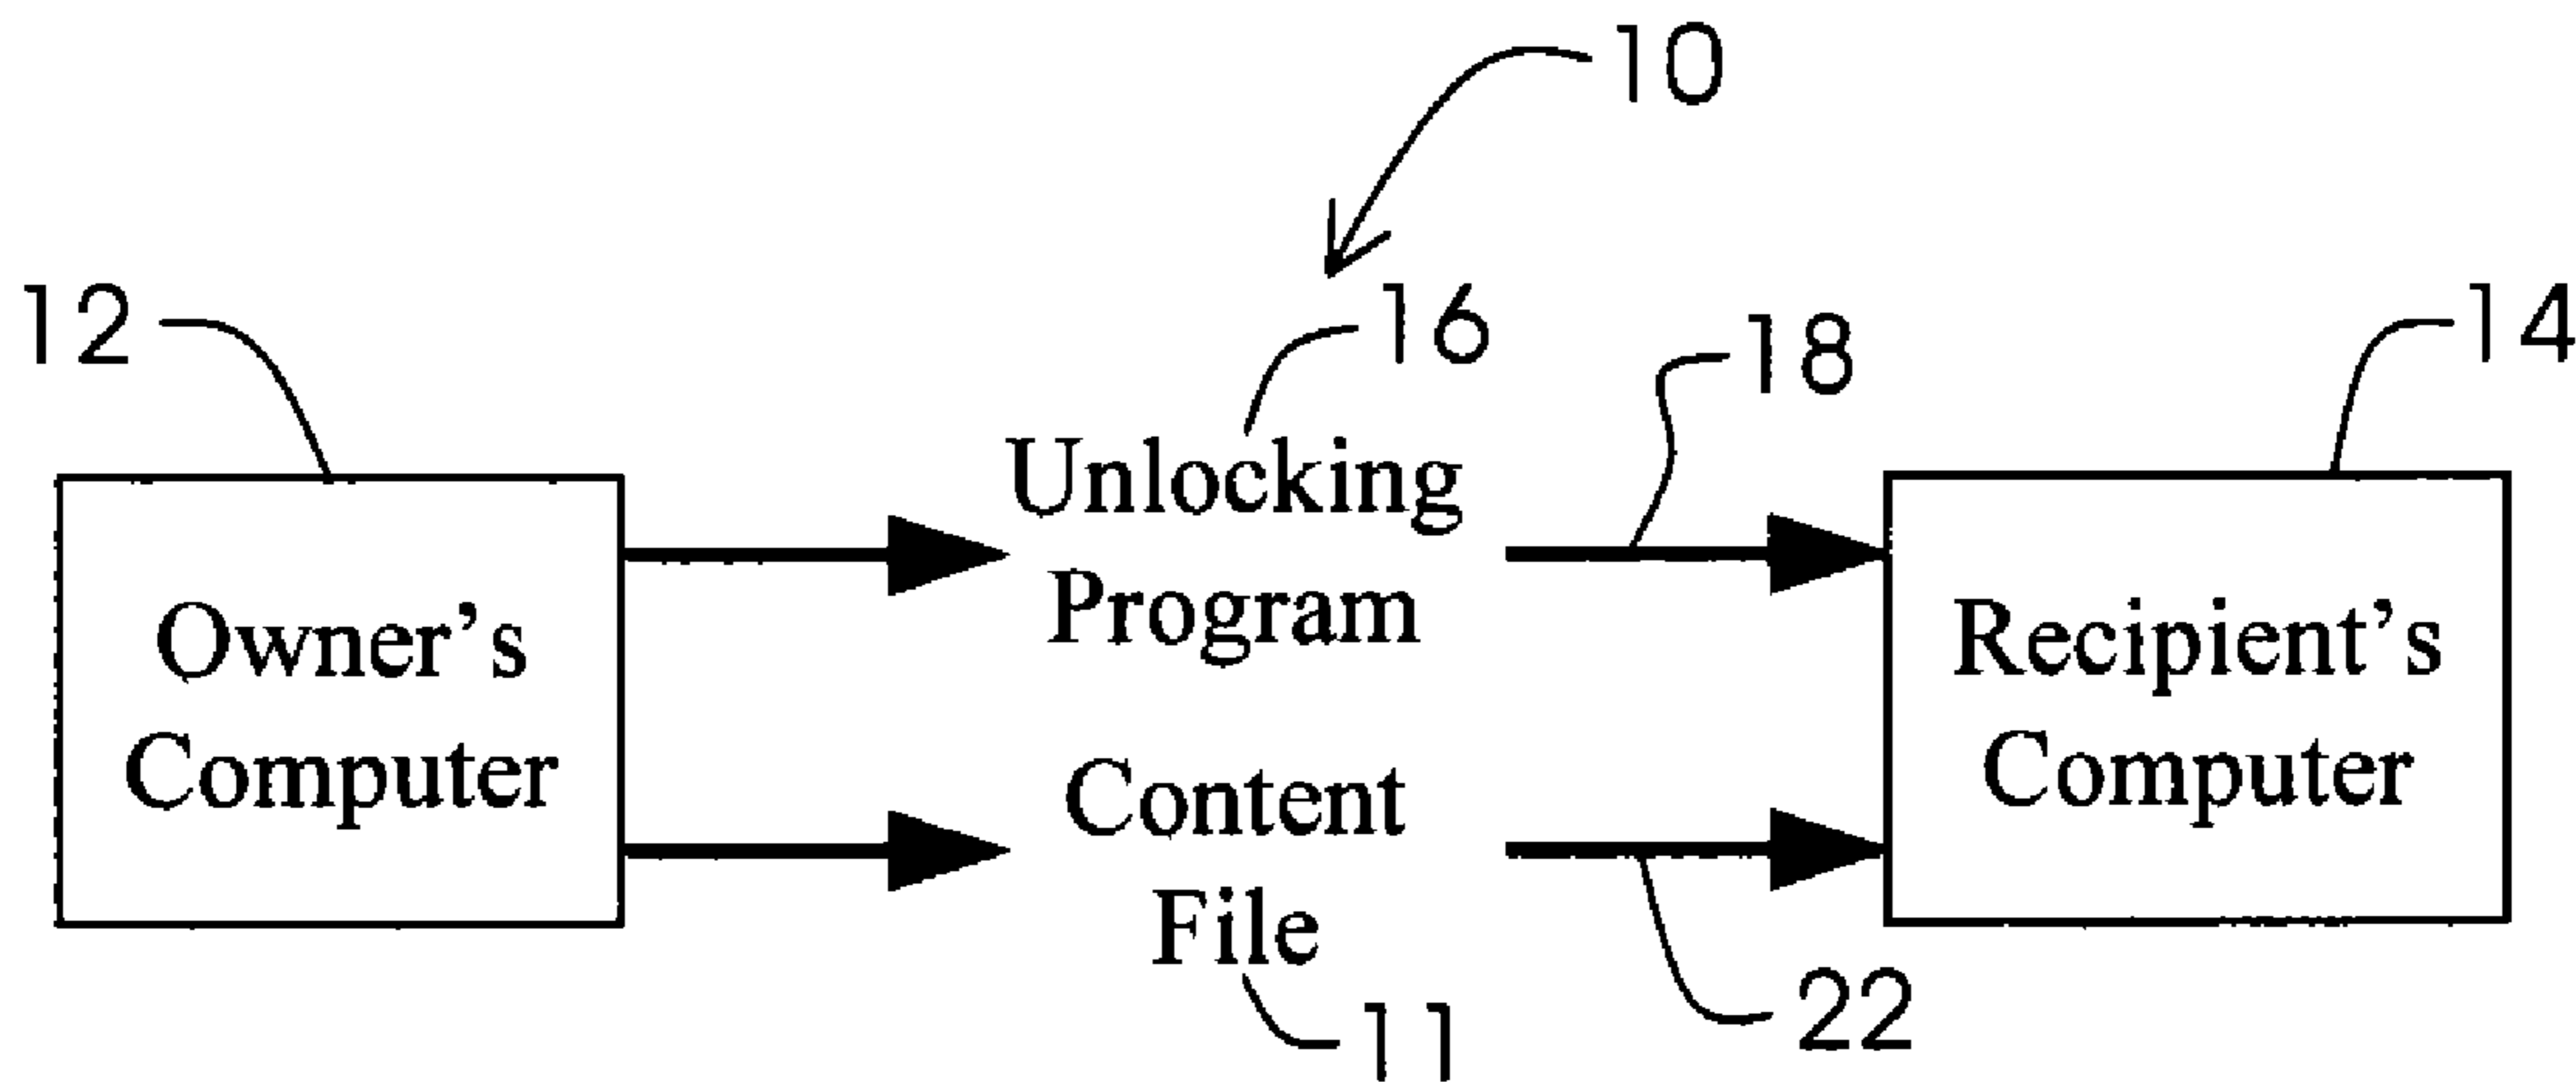 10
12
16
18
14
Unlocking
Program
Owner's
Computer
Recipient's
Computer
Content
File
11
22